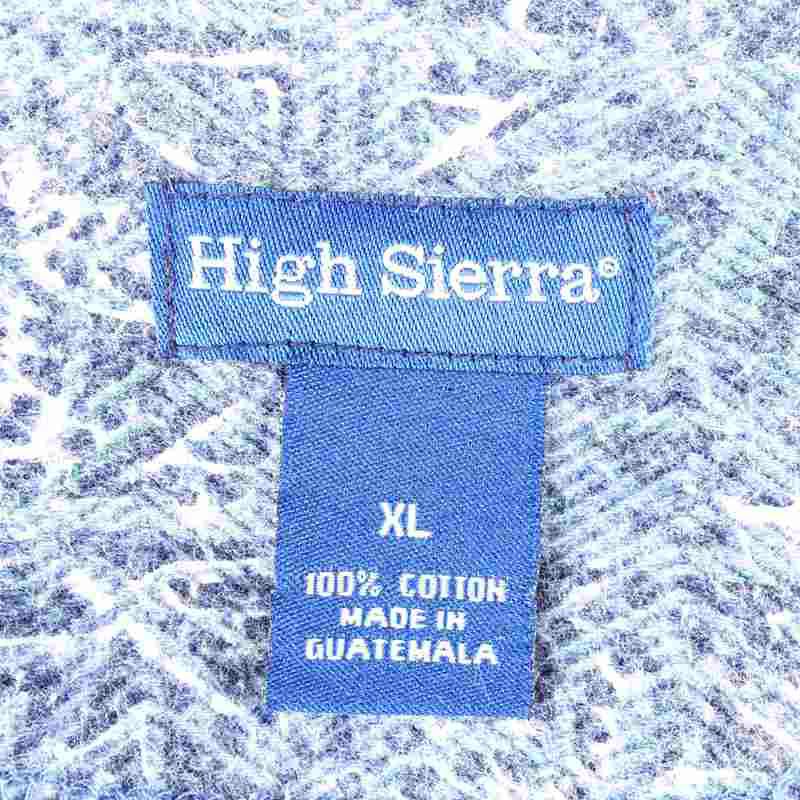 High Sierra®
XL
100% COTTON
MADE IN
GUATEMALA